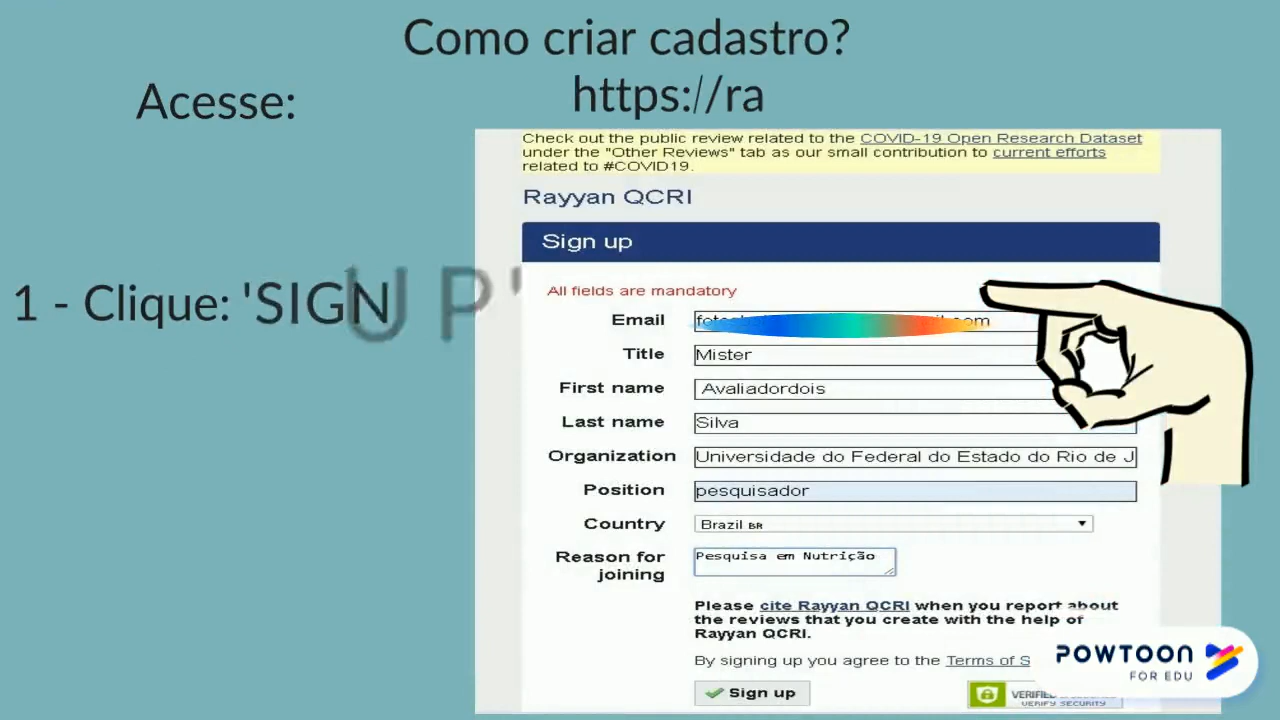 Como criar cadastro?
Acesse: https://ra
Check out the public review related to the COVID-19 Open Research Dataset
under the "Other Reviews" tab as our small contribution to current efforts
related to #COVID19.
Rayyan QCRI
Sign up
1 - Clique: 'SIGN UP'
All fields are mandatory
Email
Title Mister
First name Avaliadordois
Last name Silva
Organization Universidade do Federal do Estado do Rio de J
Position pesquisador
Country Brazil BR
Reason for Pesquisa em Nutrição
joining
Please cite Rayyan QCRI when you report about
the reviews that you create with the help of
Rayyan QCRI.
By signing up you agree to the Terms of S
Sign up
POWTOON
FOR EDU
VERIFY SECURITY